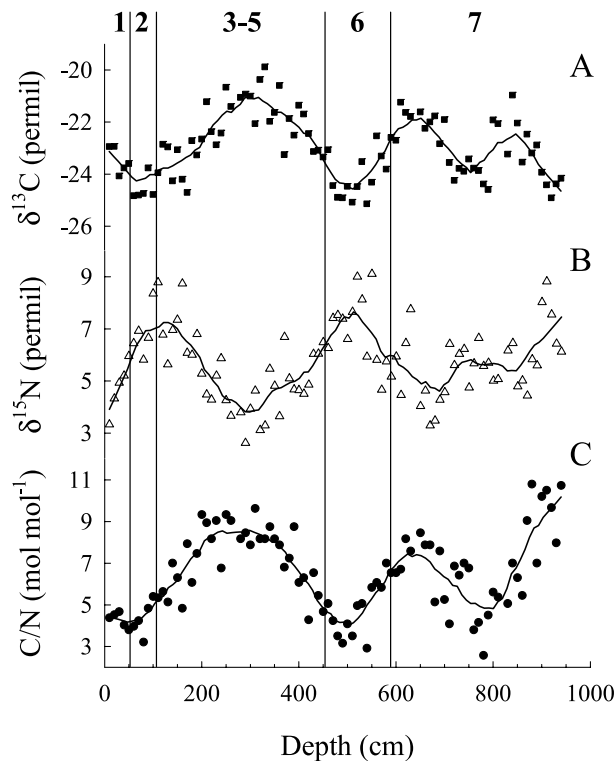 1 2 3-5 6 7
A
-20
-22
-24
-26
δ¹³C (permil)
B
9
7
5
3
δ¹⁵N (permil)
C
11
9
7
5
3
C/N (mol mol⁻¹)
0 200 400 600 800 1000
Depth (cm)